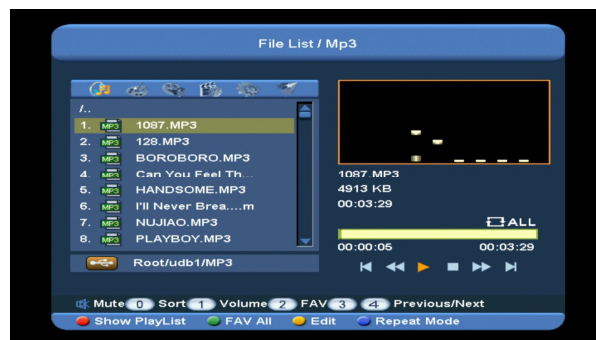 File List / Mp3
/..
1. MP3 1087.MP3
2. MP3 128.MP3
3. MP3 BOROBORO.MP3
4. MP3 Can You Feel Th...
5. MP3 HANDSOME.MP3
6. MP3 I'll Never Brea....m
7. MP3 NUJIAO.MP3
8. MP3 PLAYBOY.MP3
Root/udb1/MP3
1087.MP3
4913 KB
00:03:29
ALL
00:00:05 00:03:29
Mute 0 Sort 1 Volume 2 FAV 3 4 Previous/Next
Show PlayList FAV All Edit Repeat Mode